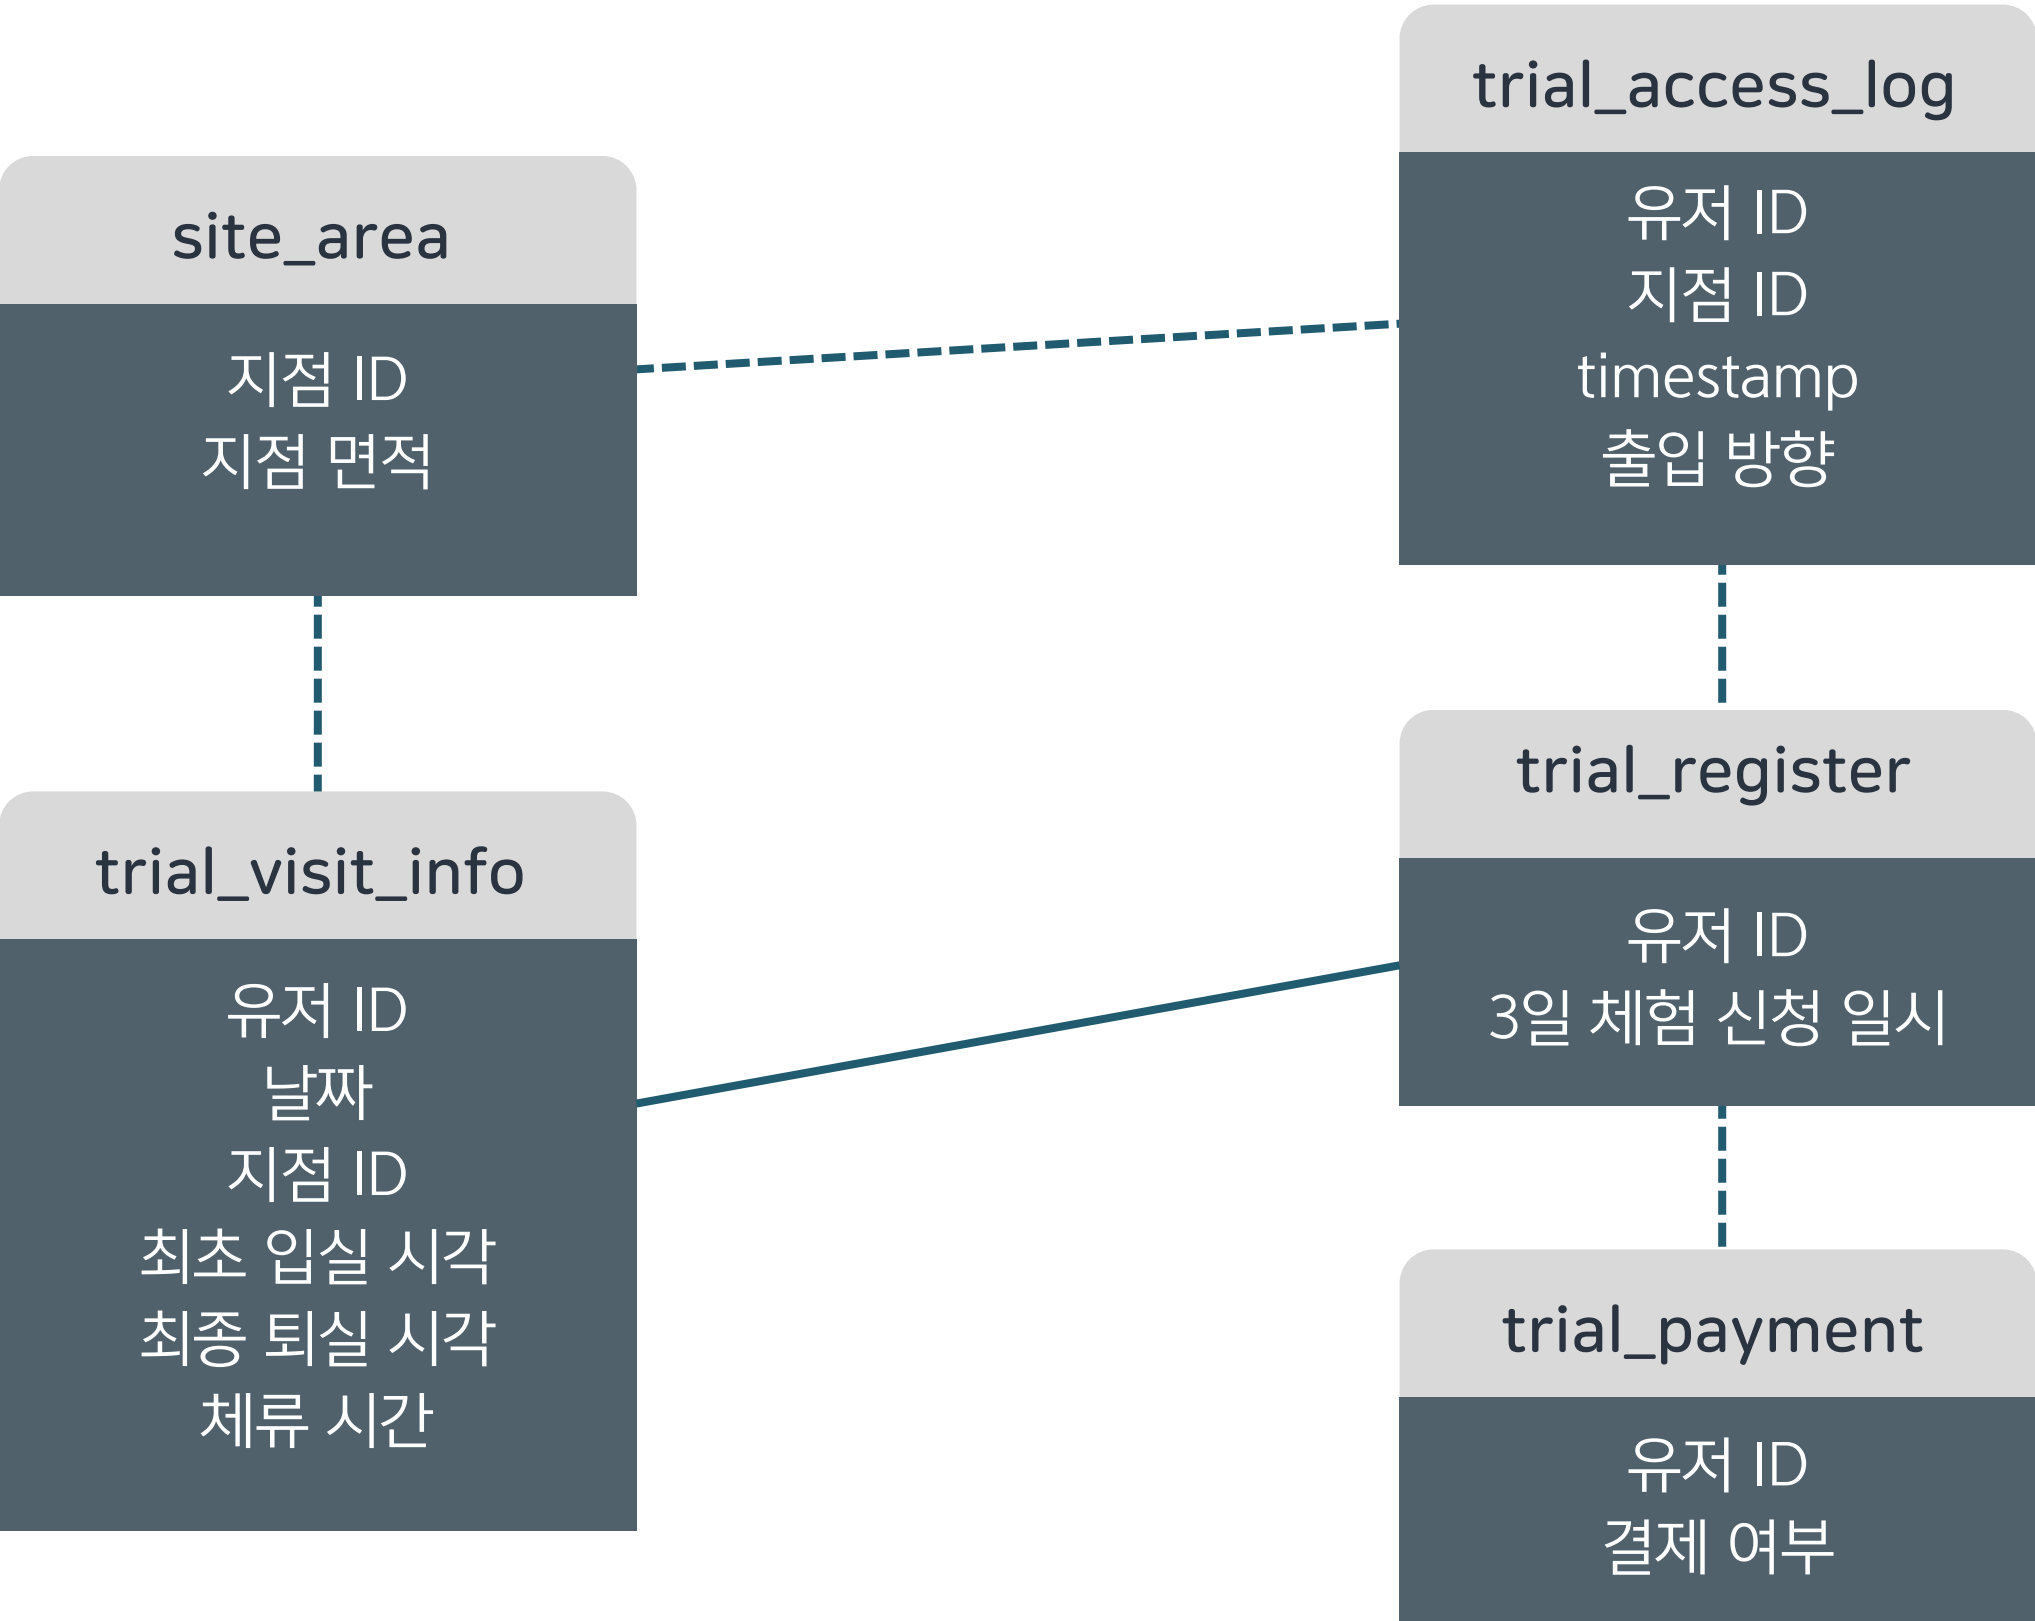 site_area
지점 ID
지점 면적
trial_access_log
유저 ID
지점 ID
timestamp
출입 방향
trial_visit_info
유저 ID
날짜
지점 ID
최초 입실 시각
최종 퇴실 시각
체류 시간
trial_register
유저 ID
3일 체험 신청 일시
trial_payment
유저 ID
결제 여부